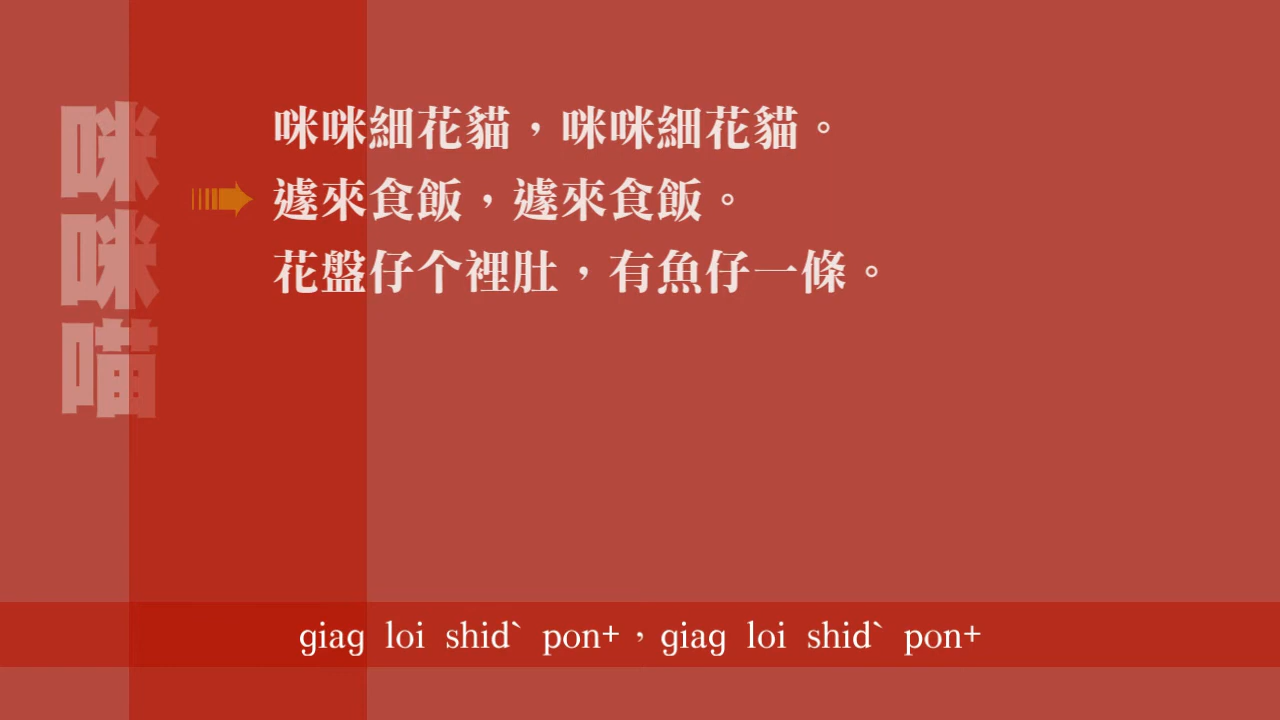 咪咪喵
咪咪細花貓，咪咪細花貓。
遽來食飯，遽來食飯。
花盤仔个裡肚，有魚仔一條。
giag loi shidˋ pon+，giag loi shidˋ pon+